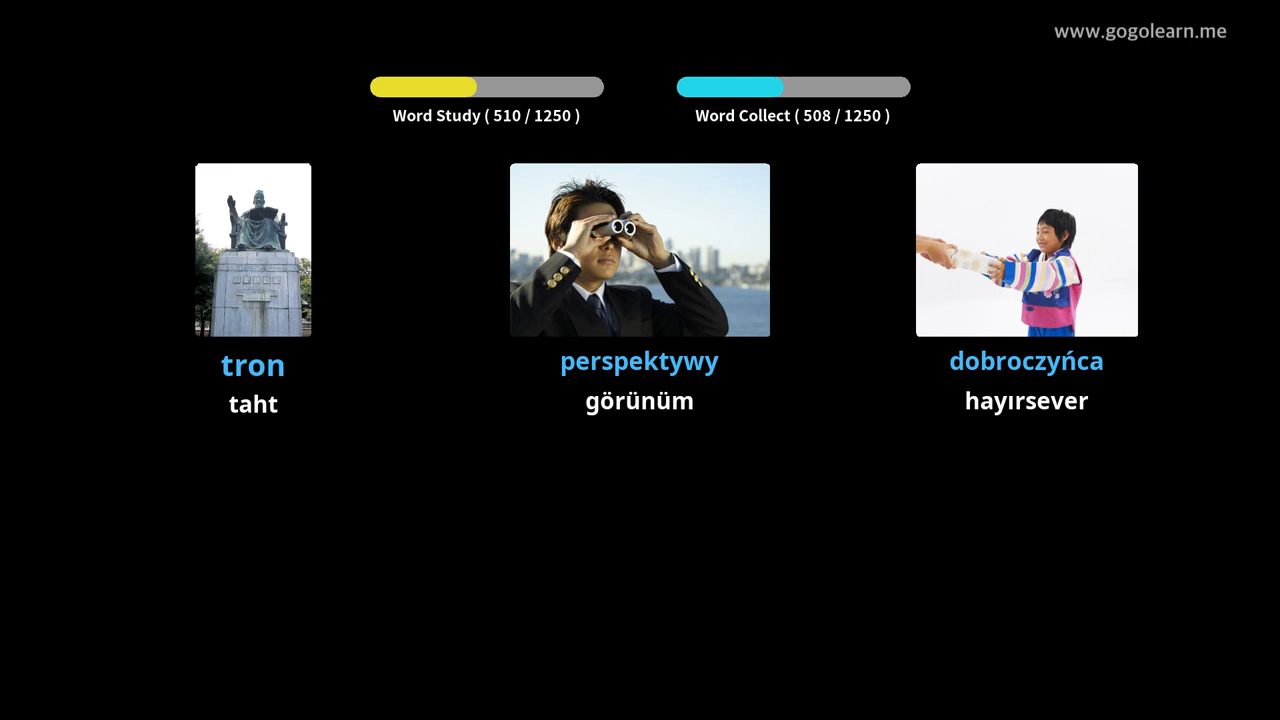 www.gogolearn.me
Word Study ( 510 / 1250 )
Word Collect ( 508 / 1250 )
tron
taht
perspektywy
görünüm
dobroczyńca
hayırsever